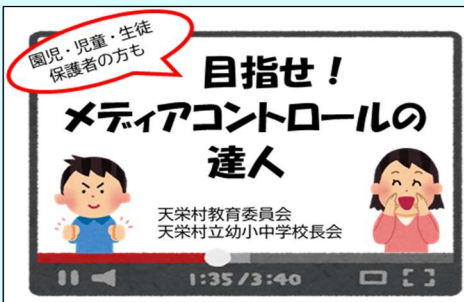 園児・児童・生徒
保護者の方も
目指せ！
メディアコントロールの
達人
天栄村教育委員会
天栄村立幼小中学校長会
1:35/3:40